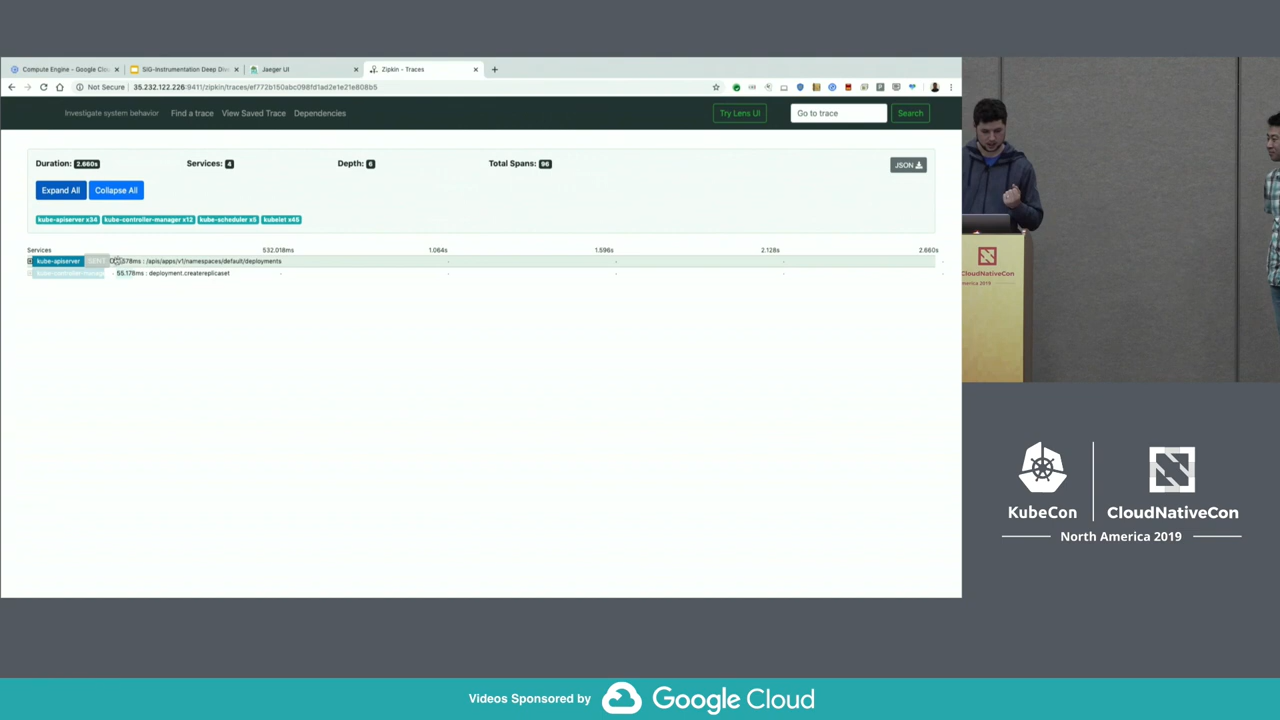 Compute Engine - Google Clou
SIG-Instrumentation Deep Di
Jaeger UI
Zipkin - Traces
Not Secure
35.232.122.226:9411/zipkin/traces/ef772b150abc098fd1ad2e1e21e808b5
Investigate system behavior
Find a trace
View Saved Trace
Dependencies
Try Lens UI
Go to trace
Search
Duration: 2.660s
Services: 4
Depth: 6
Total Spans: 96
JSON
Expand All
Collapse All
kube-apiserver x34
kube-controller-manager x12
kube-scheduler x5
kubelet x45
Services
532.018ms
1.064s
1.596s
2.128s
2.660s
kube-apiserver
: /apis/apps/v1/namespaces/default/deployments
55.178ms : deployment.createreplicaset
CloudNativeCon
America 2019
KubeCon
CloudNativeCon
North America 2019
Videos Sponsored by
Google Cloud